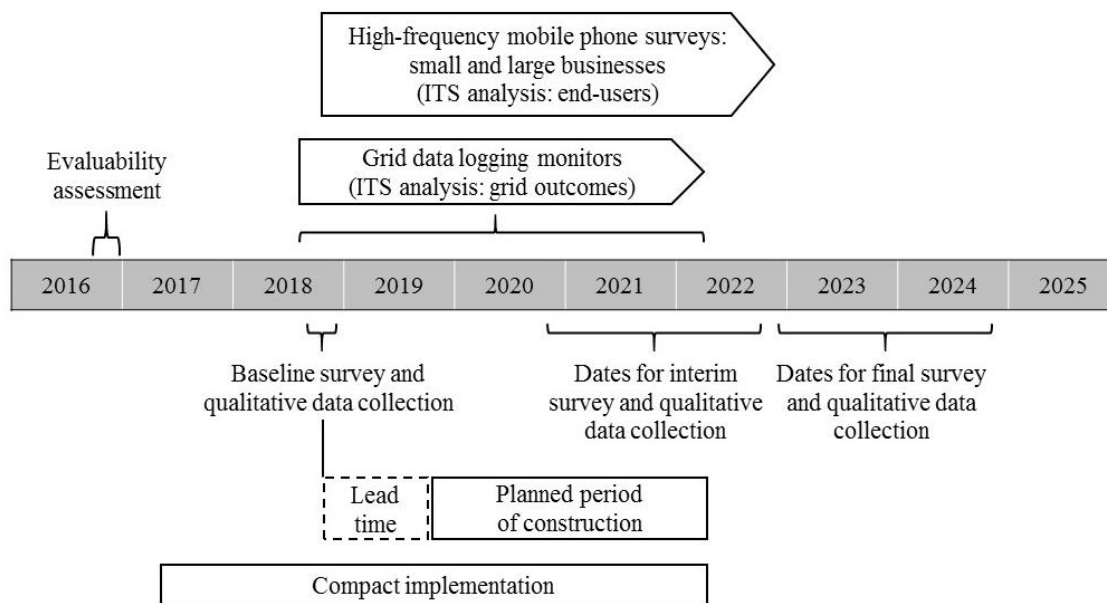 High-frequency mobile phone surveys:
small and large businesses
(ITS analysis: end-users)
Evaluability
assessment
Grid data logging monitors
(ITS analysis: grid outcomes)
2016 2017 2018 2019 2020 2021 2022 2023 2024 2025
Baseline survey and
qualitative data collection
Dates for interim
survey and qualitative
data collection
Dates for final survey
and qualitative data
collection
Lead
time
Planned period
of construction
Compact implementation